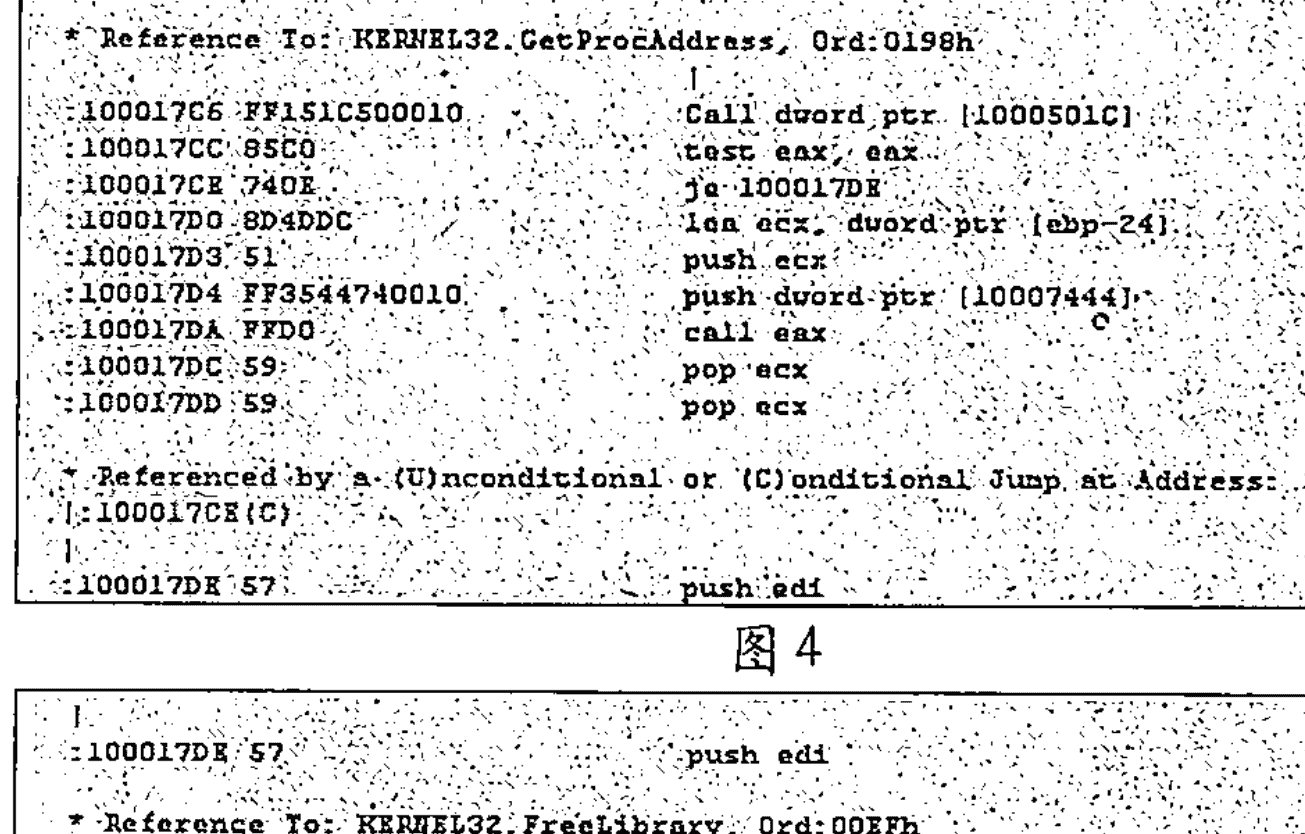 * Reference To: KERNEL32.GetProcAddress, Ord:0198h
|
:100017C6 FF151C500010 Call dword ptr [1000501C]
:100017CC 85C0 test eax, eax
:100017CE 740E je 100017DE
:100017D0 8D4DDC lea ecx, dword ptr [ebp-24]
:100017D3 51 push ecx
:100017D4 FF3544740010 push dword ptr [10007444]
:100017DA FFD0 call eax
:100017DC 59 pop ecx
:100017DD 59 pop ecx
* Referenced by a (U)nconditional or (C)onditional Jump at Address:
|:100017CE(C)
|
:100017DE 57 push edi
图 4
|
:100017DE 57 push edi
* Reference To: KERNEL32.FreeLibrary, Ord:00EFh